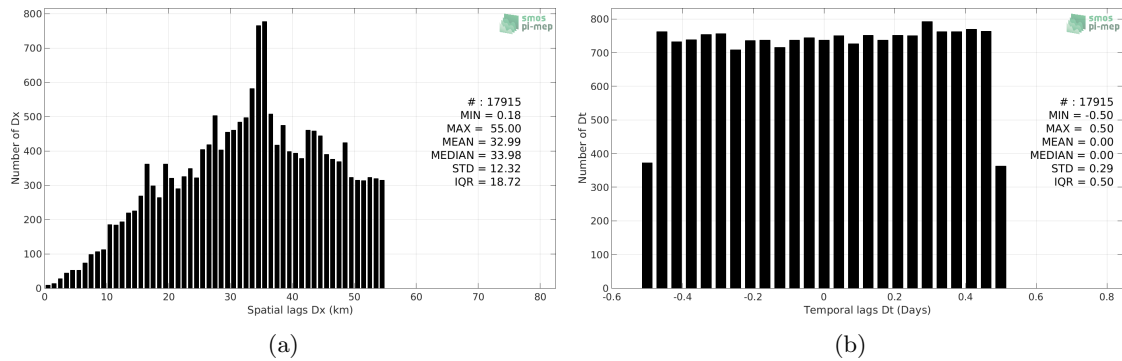 800
700
600
500
400
300
200
100
0
Number of Dx
0 10 20 30 40 50 60 70 80
Spatial lags Dx (km)
smos
pi-mep
# : 17915
MIN = 0.18
MAX = 55.00
MEAN = 32.99
MEDIAN = 33.98
STD = 12.32
IQR = 18.72
(a)
800
700
600
500
400
300
200
100
0
Number of Dt
-0.6 -0.4 -0.2 0 0.2 0.4 0.6 0.8
Temporal lags Dt (Days)
smos
pi-mep
# : 17915
MIN = -0.50
MAX = 0.50
MEAN = 0.00
MEDIAN = 0.00
STD = 0.29
IQR = 0.50
(b)